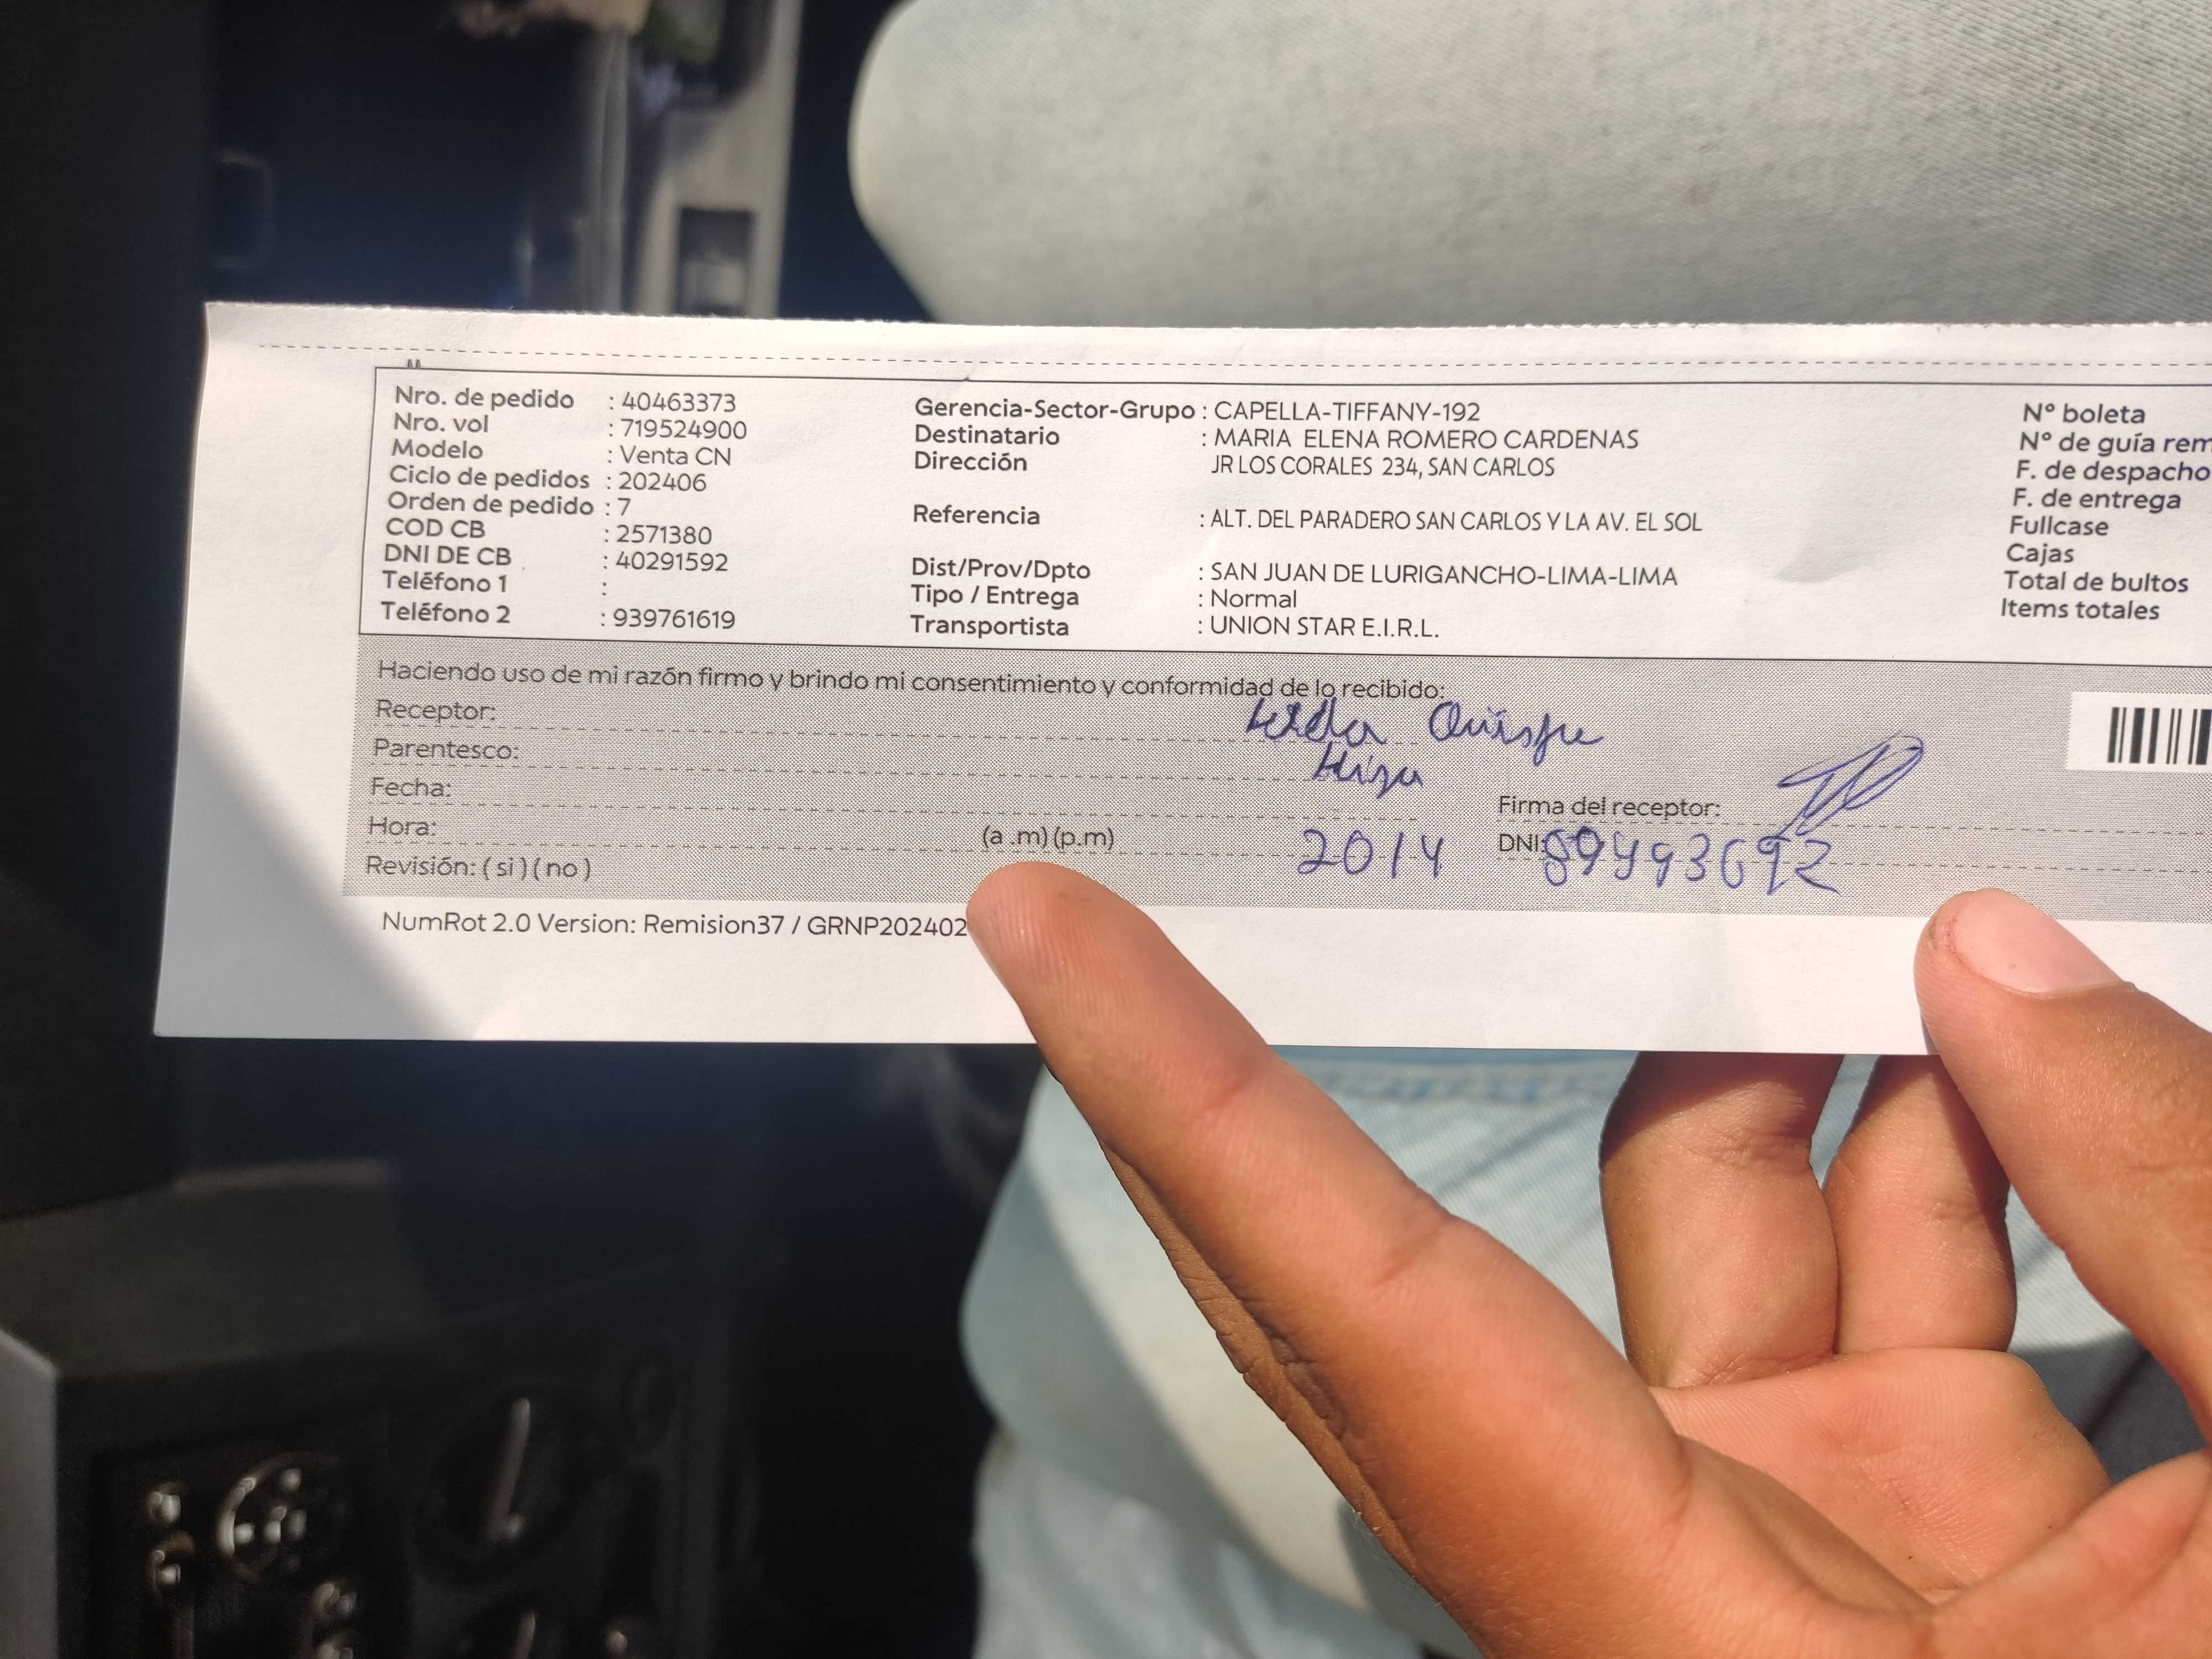 Nro. de pedido : 40463373
Nro. vol : 719524900
Modelo : Venta CN
Ciclo de pedidos : 202406
Orden de pedido : 7
COD CB : 2571380
DNI DE CB : 40291592
Teléfono 1 :
Teléfono 2 : 939761619
Gerencia-Sector-Grupo : CAPELLA-TIFFANY-192
Destinatario : MARIA ELENA ROMERO CARDENAS
Dirección JR LOS CORALES 234, SAN CARLOS
Referencia : ALT. DEL PARADERO SAN CARLOS Y LA AV. EL SOL
Dist/Prov/Dpto : SAN JUAN DE LURIGANCHO-LIMA-LIMA
Tipo / Entrega : Normal
Transportista : UNION STAR E.I.R.L.
N° boleta
N° de guía rem
F. de despacho
F. de entrega
Fullcase
Cajas
Total de bultos
Items totales
Haciendo uso de mi razón firmo y brindo mi consentimiento y conformidad de lo recibido:
Receptor: Quispe
Parentesco:
Fecha:
Firma del receptor:
Hora: (a .m) (p.m) 2014
DNI: 89493692
Revisión: ( si ) ( no )
NumRot 2.0 Version: Remision37 / GRNP202402